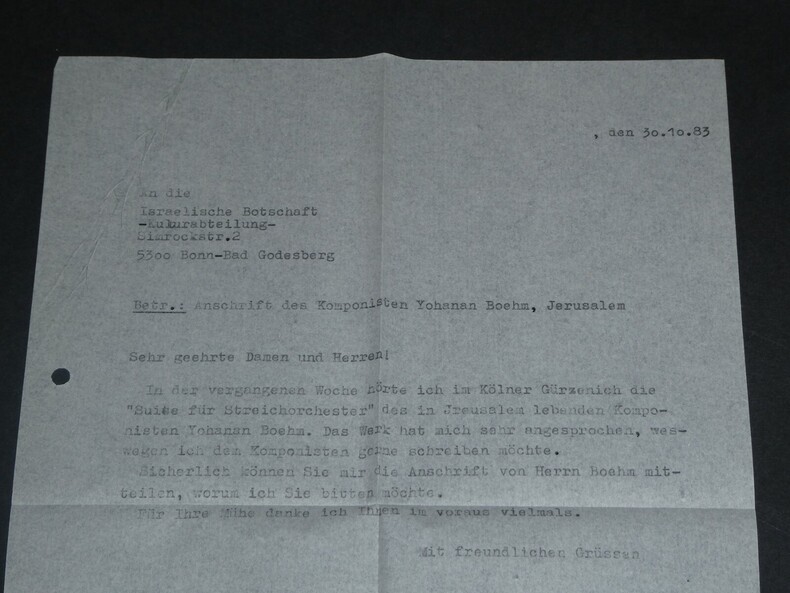 , den 30.10.83
An die
Israelische Botschaft
-Kulurabteilung-
Simrockstr.2
5300 Bonn-Bad Godesberg
Betr.: Anschrift des Komponisten Yohanan Boehm, Jerusalem
Sehr geehrte Damen und Herren!
In der vergangenen Woche hörte ich im Kölner Gürzenich die
"Suite für Streichorchester" des in Jreusalem lebenden Kompo-
nisten Yohanan Boehm. Das Werk hat mich sehr angesprochen, wes-
wegen ich dem Komponisten gerne schreiben möchte.
Sicherlich können Sie mir die Anschrift von Herrn Boehm mit-
teilen, worum ich Sie bitten möchte.
Für Ihre Mühe danke ich Ihnen im voraus vielmals.
Mit freundlichen Grüssen